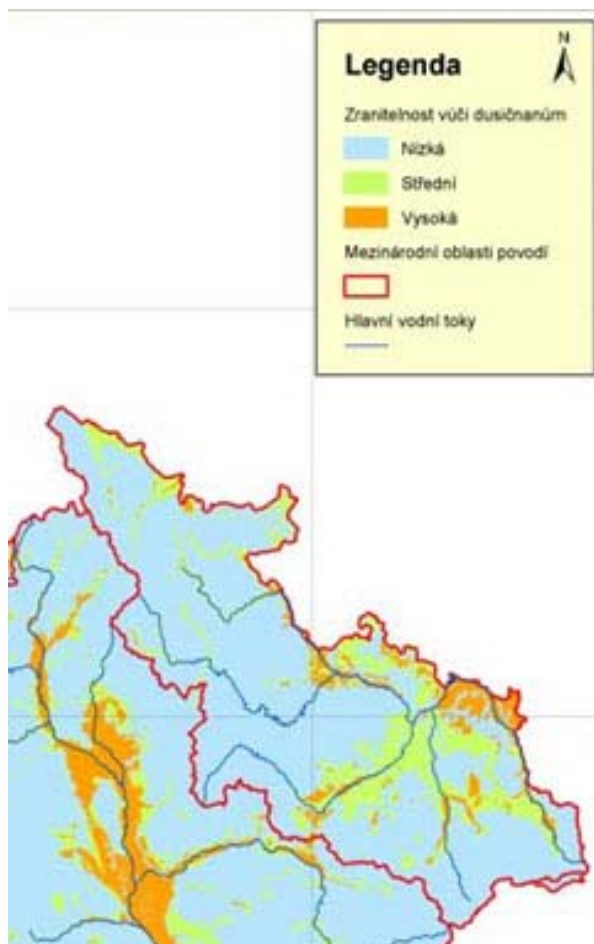 N
Legenda
Zranitelnost vůči dusičnanům
Nízká
Střední
Vysoká
Mezinárodní oblasti povodí
Hlavní vodní toky